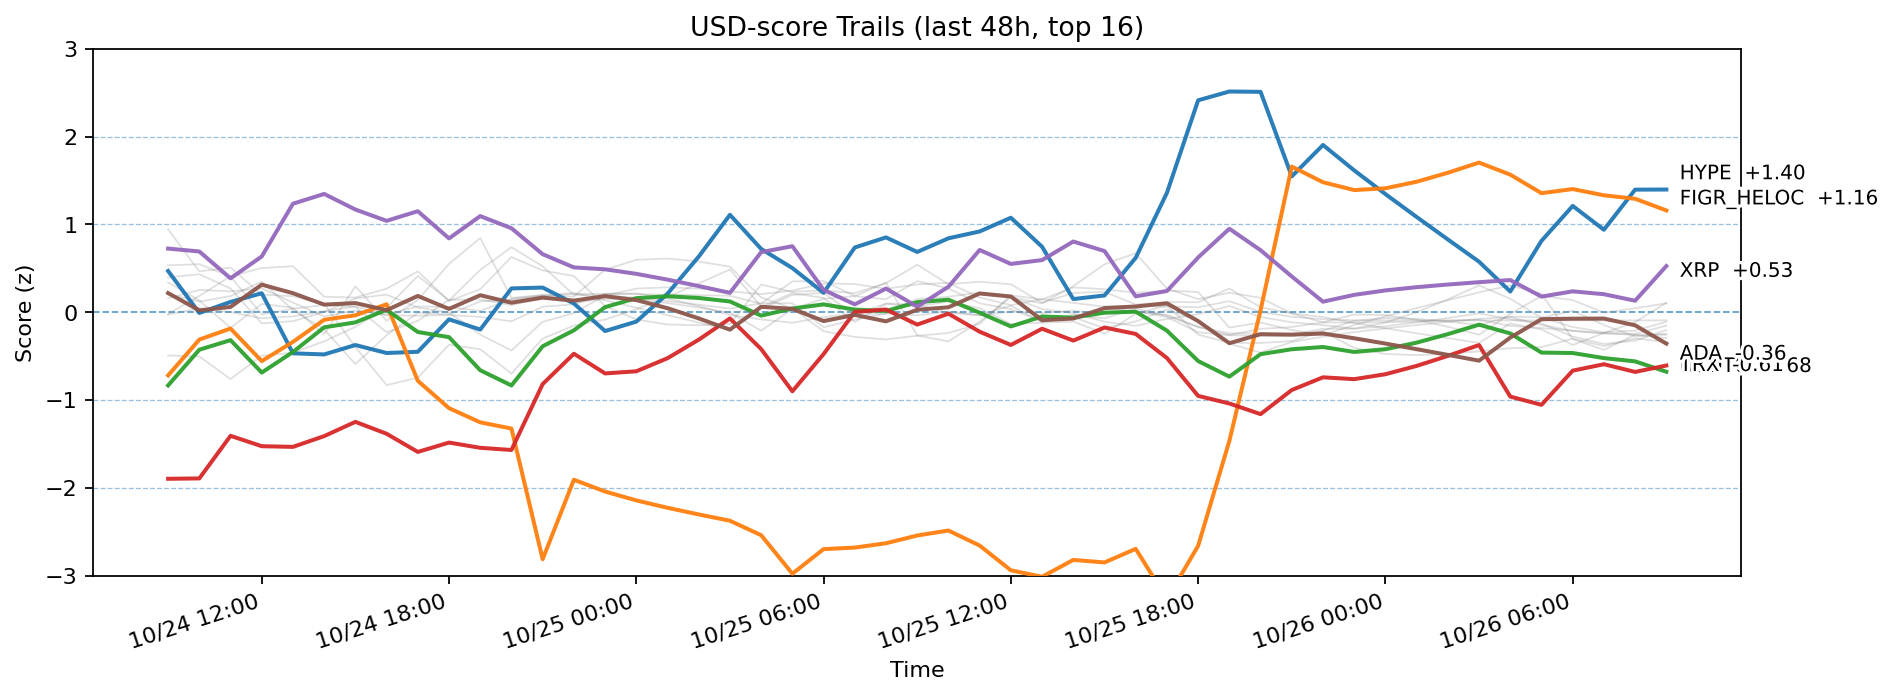 USD-score Trails (last 48h, top 16)
Score (z)
3
2
1
0
−1
−2
−3
HYPE +1.40
FIGR_HELOC +1.16
XRP +0.53
ADA -0.36
-0.61
10/24 12:00
10/24 18:00
10/25 00:00
10/25 06:00
10/25 12:00
10/25 18:00
10/26 00:00
10/26 06:00
Time